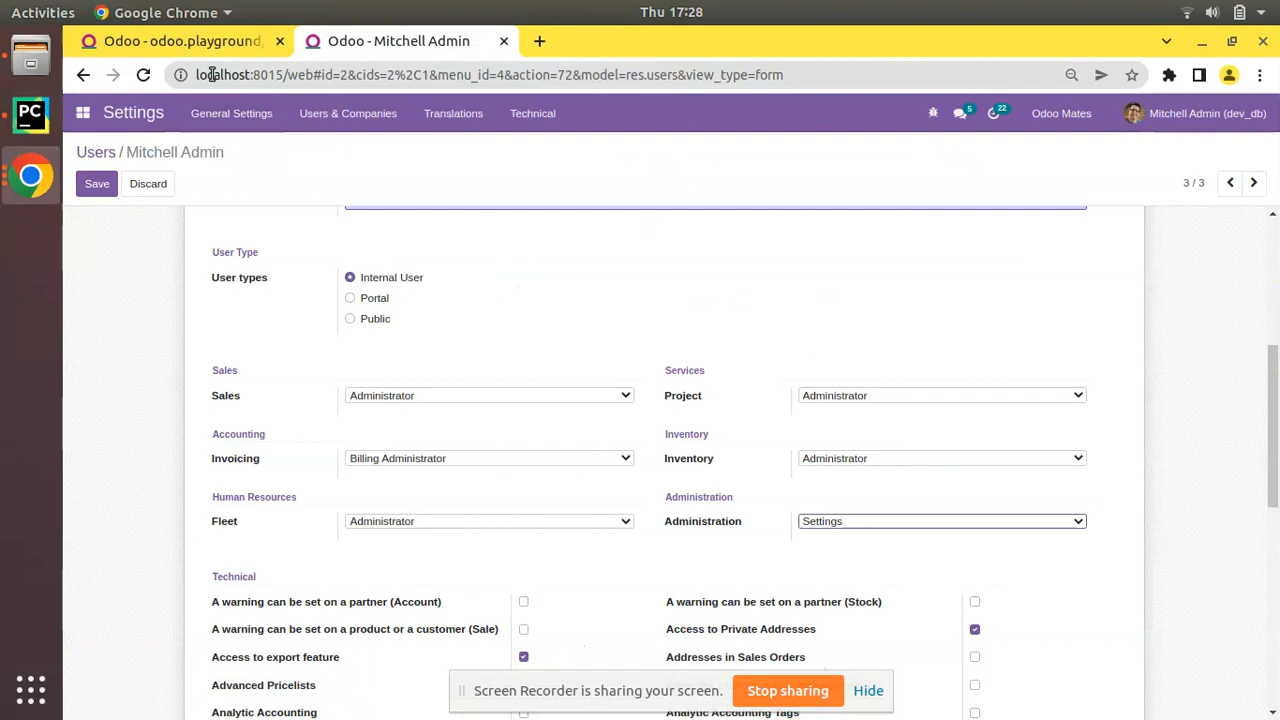 Activities Google Chrome Thu 17:28
Odoo - odoo.playground, Odoo - Mitchell Admin
localhost:8015/web#id=2&cids=2%2C1&menu_id=4&action=72&model=res.users&view_type=form
Settings General Settings Users & Companies Translations Technical 5 22 Odoo Mates Mitchell Admin (dev_db)
Users / Mitchell Admin
Save Discard 3 / 3
User Type
User types Internal User
Portal
Public
Sales Services
Sales Administrator Project Administrator
Accounting Inventory
Invoicing Billing Administrator Inventory Administrator
Human Resources Administration
Fleet Administrator Administration Settings
Technical
A warning can be set on a partner (Account) A warning can be set on a partner (Stock)
A warning can be set on a product or a customer (Sale) Access to Private Addresses
Access to export feature Addresses in Sales Orders
Screen Recorder is sharing your screen. Stop sharing Hide
Advanced Pricelists
Analytic Accounting Analytic Accounting Tags
PC